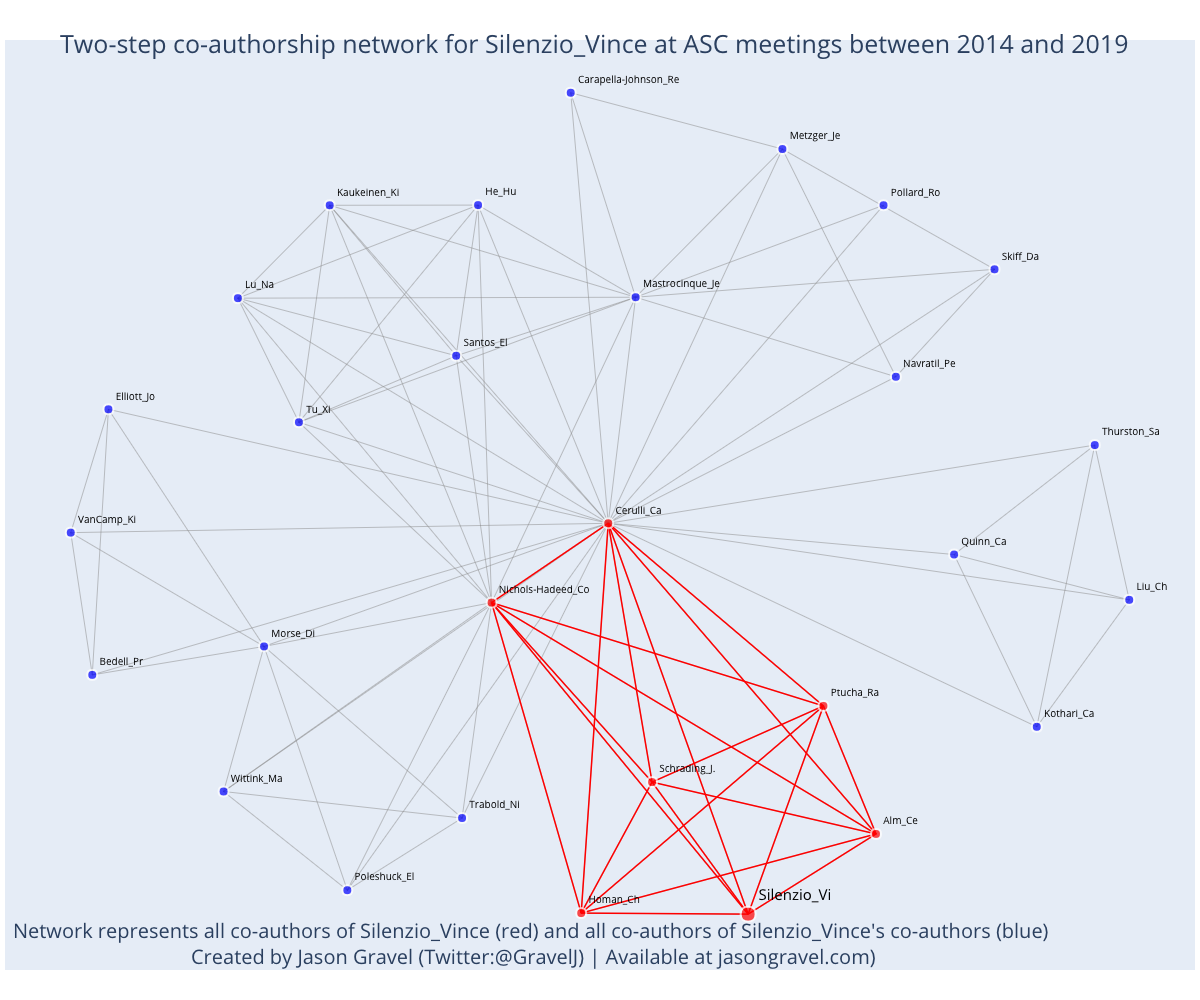 Two-step co-authorship network for Silenzio_Vince at ASC meetings between 2014 and 2019
Carapella-Johnson_Re
Metzger_Je
Kaukeinen_Ki
He_Hu
Pollard_Ro
Skiff_Da
Lu_Na
Mastrocinque_Je
Santos_El
Navratil_Pe
Elliott_Jo
Tu_Xi
Thurston_Sa
Cerulli_Ca
VanCamp_Ki
Quinn_Ca
Nichols-Hadeed_Co
Liu_Ch
Morse_Di
Bedell_Pr
Ptucha_Ra
Kothari_Ca
Schrading_J.
Wittink_Ma
Trabold_Ni
Alm_Ce
Poleshuck_El
Silenzio_Vi
Homan_Ch
Network represents all co-authors of Silenzio_Vince (red) and all co-authors of Silenzio_Vince's co-authors (blue)
Created by Jason Gravel (Twitter:@GravelJ) | Available at jasongravel.com)